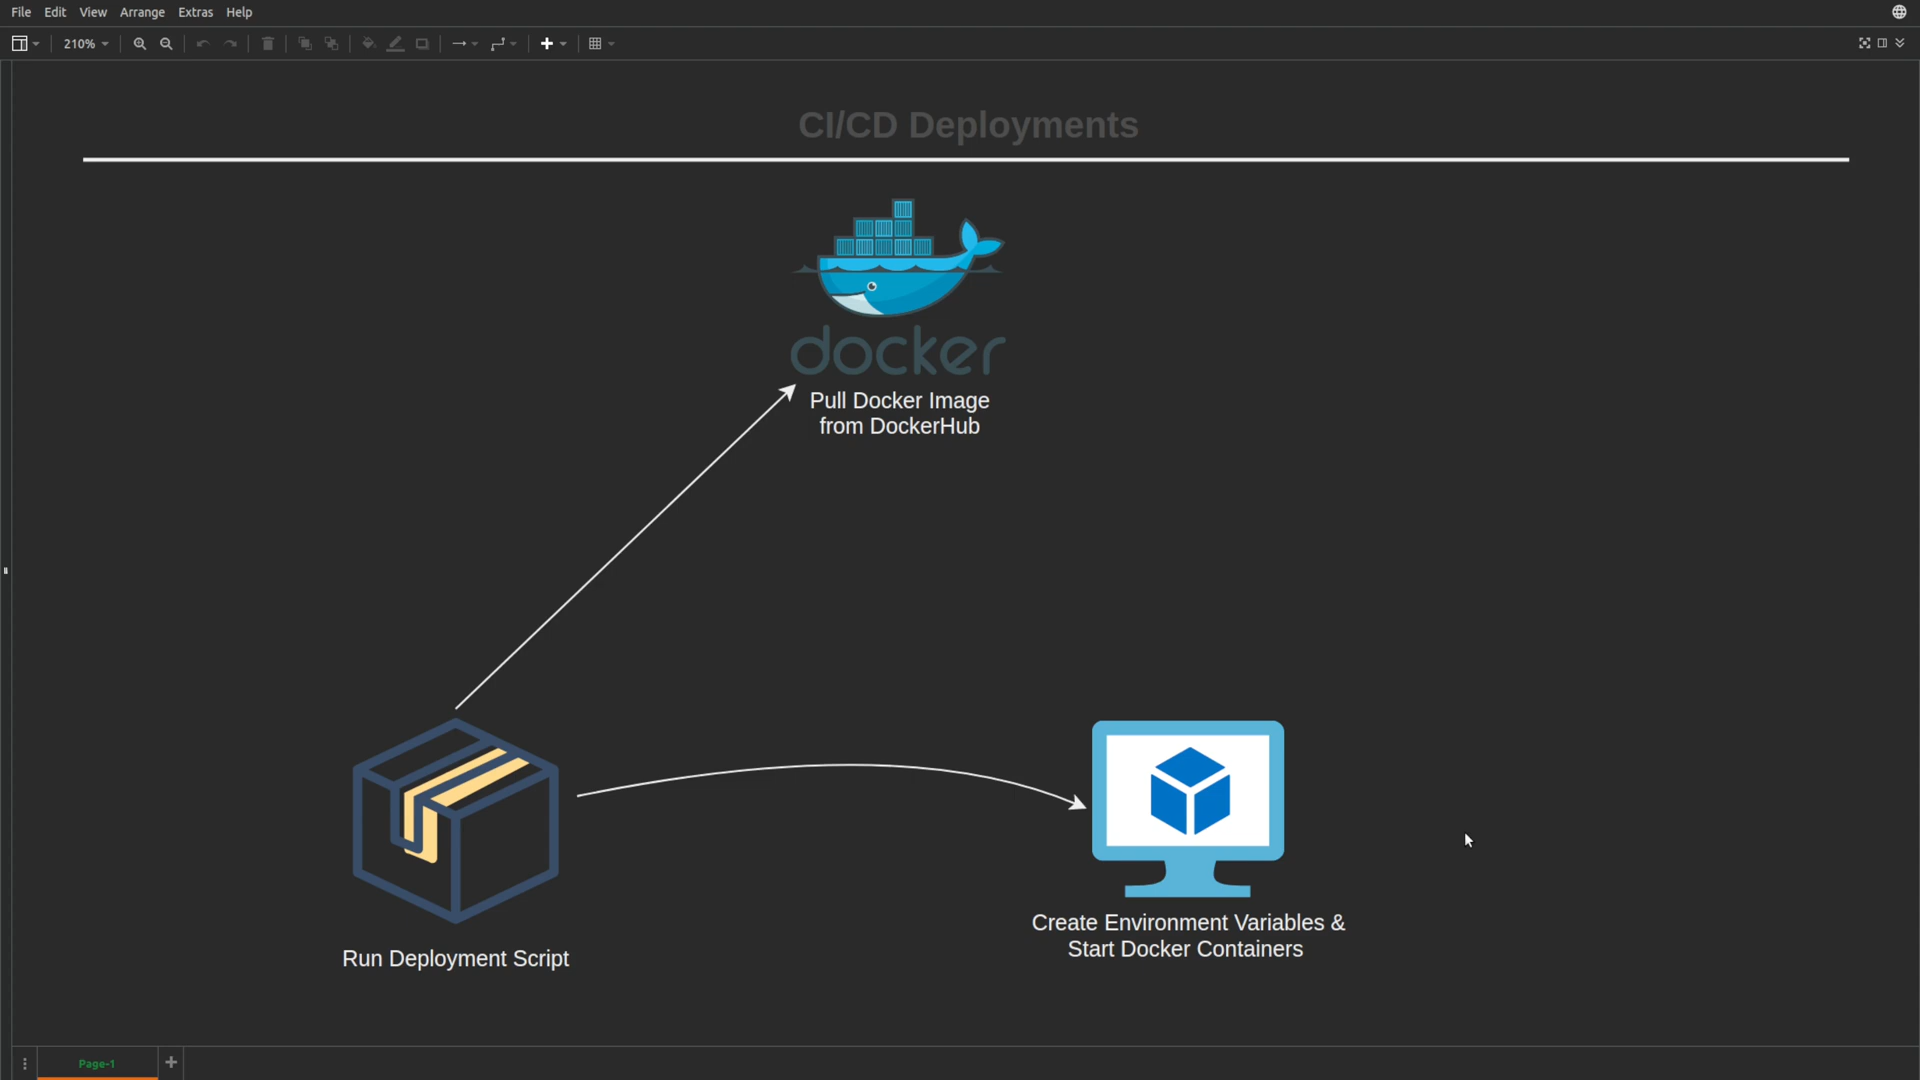 File Edit View Arrange Extras Help
210%
CI/CD Deployments
docker
Pull Docker Image
from DockerHub
Run Deployment Script
Create Environment Variables &
Start Docker Containers
Page-1